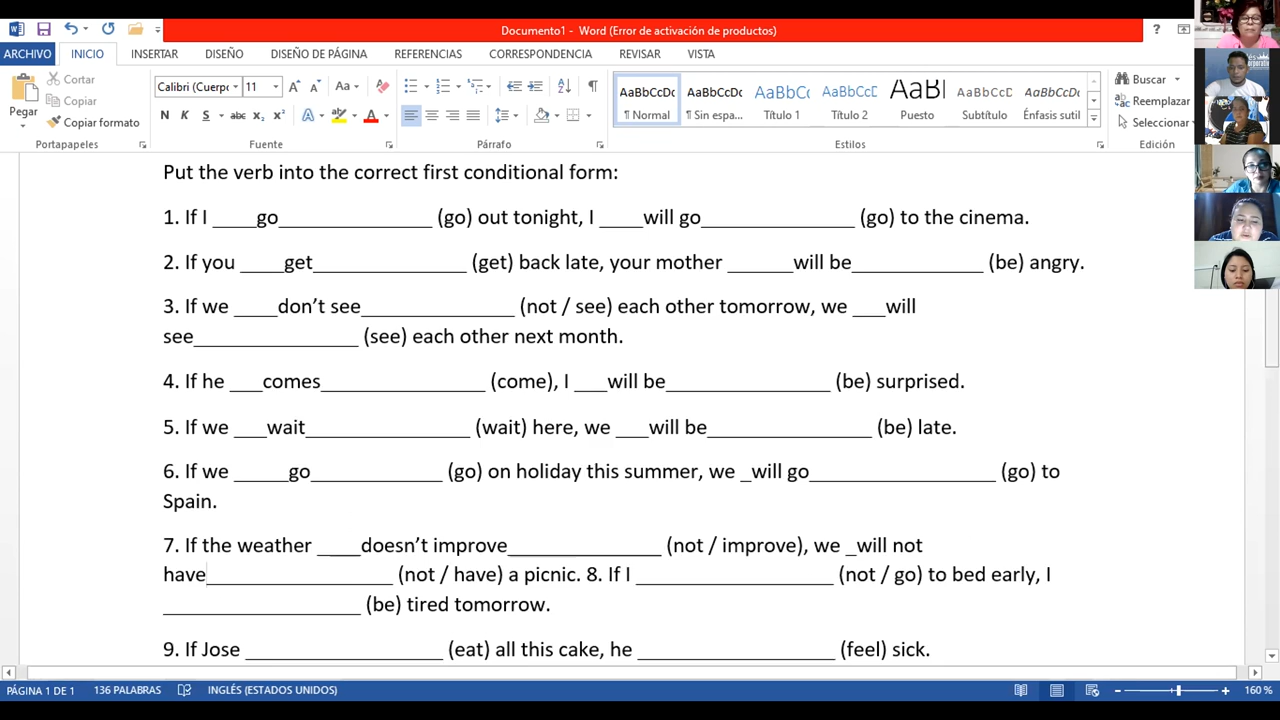 Documento1 - Word (Error de activación de productos)
ARCHIVO INICIO INSERTAR DISEÑO DISEÑO DE PÁGINA REFERENCIAS CORRESPONDENCIA REVISAR VISTA
Pegar
Cortar
Copiar
Copiar formato
Portapapeles
Calibri (Cuerpo 11
N K S abc x₂ x²
Fuente
Párrafo
AaBbCcDc AaBbCcDc AaBbCc AaBbCcD AaBl AaBbCcD AaBbCcDc
¶ Normal ¶ Sin espa... Título 1 Título 2 Puesto Subtítulo Énfasis sutil
Estilos
Buscar
Reemplazar
Seleccionar
Edición
Put the verb into the correct first conditional form:
1. If I ____go______________ (go) out tonight, I ____will go______________ (go) to the cinema.
2. If you ____get______________ (get) back late, your mother ______will be____________ (be) angry.
3. If we ____don't see______________ (not / see) each other tomorrow, we ___will
see_______________ (see) each other next month.
4. If he ___comes_______________ (come), I ___will be_______________ (be) surprised.
5. If we ___wait_______________ (wait) here, we ___will be_______________ (be) late.
6. If we _____go____________ (go) on holiday this summer, we _will go_________________ (go) to
Spain.
7. If the weather ____doesn't improve______________ (not / improve), we _will not
have_________________ (not / have) a picnic. 8. If I __________________ (not / go) to bed early, I
__________________ (be) tired tomorrow.
9. If Jose __________________ (eat) all this cake, he __________________ (feel) sick.
PÁGINA 1 DE 1 136 PALABRAS INGLÉS (ESTADOS UNIDOS) 160 %